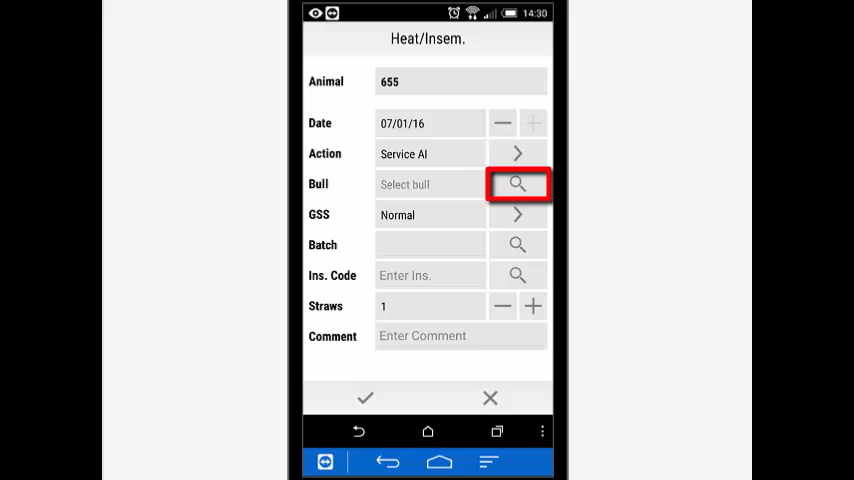 14:30
Heat/Insem.
Animal 655
Date 07/01/16
Action Service AI
Bull Select bull
GSS Normal
Batch
Ins. Code Enter Ins.
Straws 1
Comment Enter Comment